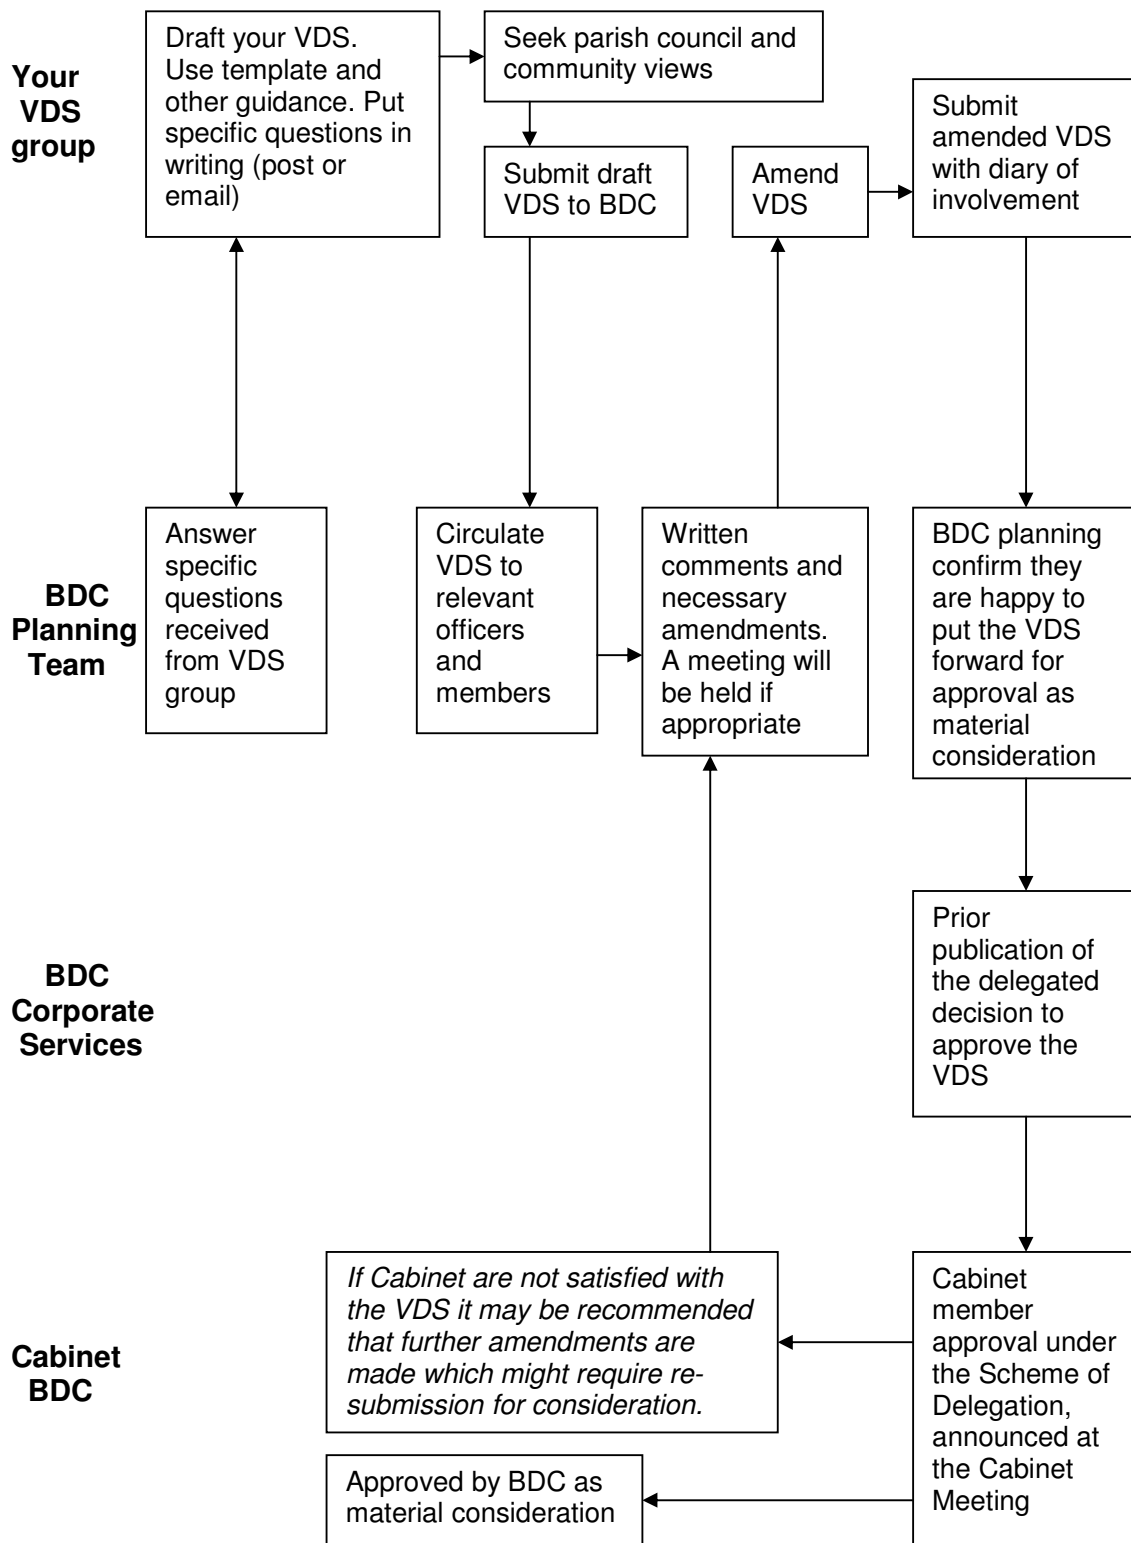 Your
VDS
group
Draft your VDS.
Use template and
other guidance. Put
specific questions in
writing (post or
email)
Seek parish council and
community views
Submit draft
VDS to BDC
Amend
VDS
Submit
amended VDS
with diary of
involvement
BDC
Planning
Team
Answer
specific
questions
received
from VDS
group
Circulate
VDS to
relevant
officers
and
members
Written
comments and
necessary
amendments.
A meeting will
be held if
appropriate
BDC planning
confirm they
are happy to
put the VDS
forward for
approval as
material
consideration
BDC
Corporate
Services
Prior
publication of
the delegated
decision to
approve the
VDS
Cabinet
BDC
If Cabinet are not satisfied with
the VDS it may be recommended
that further amendments are
made which might require re-
submission for consideration.
Approved by BDC as
material consideration
Cabinet
member
approval under
the Scheme of
Delegation,
announced at
the Cabinet
Meeting